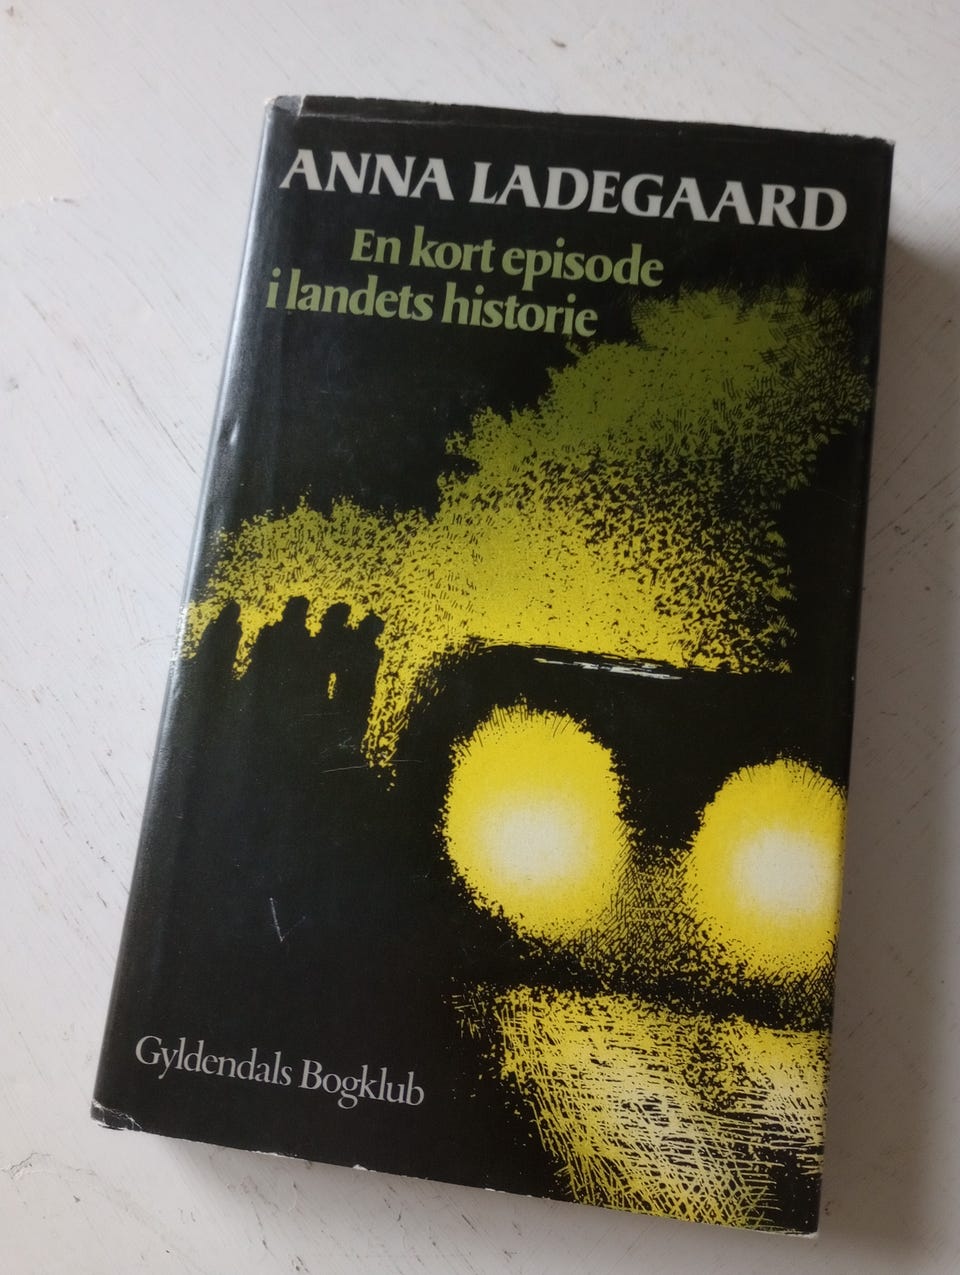 ANNA LADEGAARD
En kort episode
i landets historie
Gyldendals Bogklub